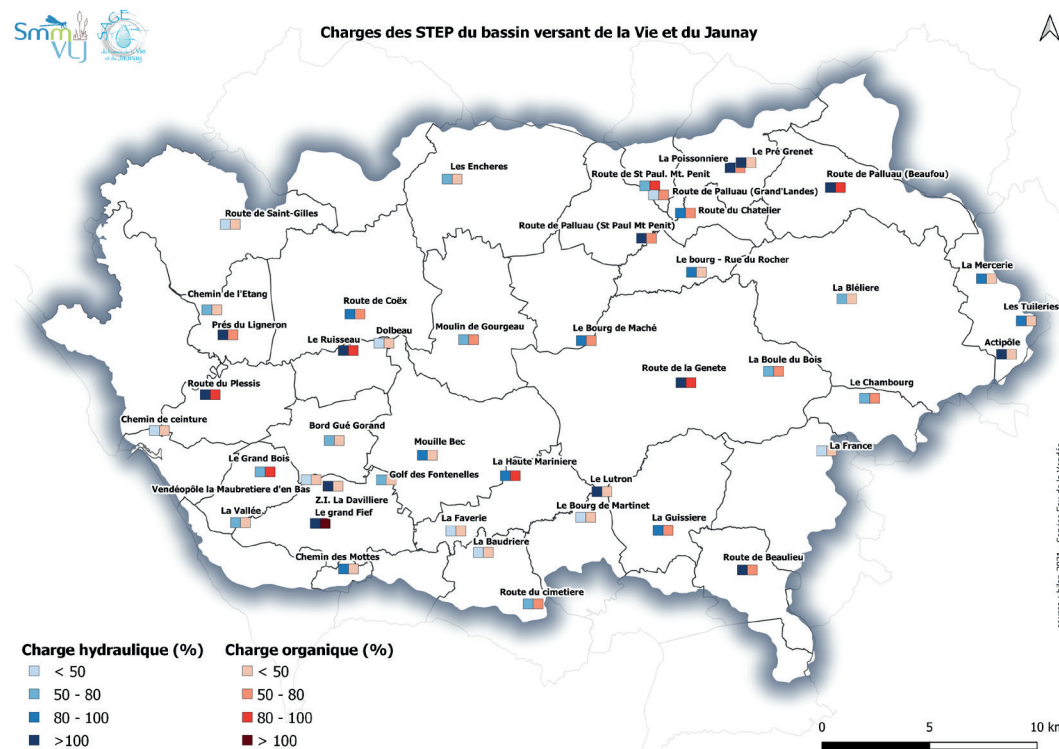 Smm
VLJ
SAGE
Charges des STEP du bassin versant de la Vie et du Jaunay
Les Encheres
La Poissonniere
Le Pré Grenet
Route de St Paul. Mt. Penit
Route de Palluau (Beaufou)
Route de Palluau (Grand'Landes)
Route du Chatelier
Route de Saint-Gilles
Route de Palluau (St Paul Mt Penit)
Le bourg - Rue du Rocher
La Mercerie
La Bléliere
Chemin de l'Etang
Route de Coëx
Les Tuileries
Prés du Ligneron
Dolbeau
Moulin de Gourgeau
Le Bourg de Maché
Le Ruisseau
Actipôle
La Boule du Bois
Route de la Genete
Route du Plessis
Le Chambourg
Chemin de ceinture
Bord Gué Gorand
Mouille Bec
La France
Le Grand Bois
La Haute Mariniere
Golf des Fontenelles
Le Lutron
Vendéopôle la Maubretiere d'en Bas
Z.I. La Davilliere
Le Bourg de Martinet
La Vallée
Le grand Fief
La Faverie
La Guissiere
La Baudriere
Chemin des Mottes
Route de Beaulieu
Route du cimetiere
Charge hydraulique (%)
< 50
50 - 80
80 - 100
>100
Charge organique (%)
< 50
50 - 80
80 - 100
> 100
0 5 10 km